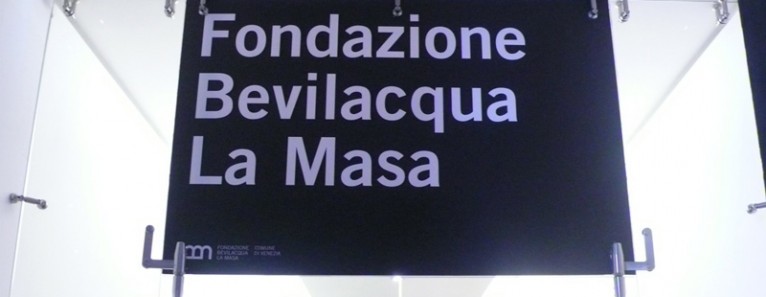 Fondazione
Bevilacqua
La Masa
FONDAZIONE COMUNE
BEVILACQUA DI VENEZIA
LA MASA